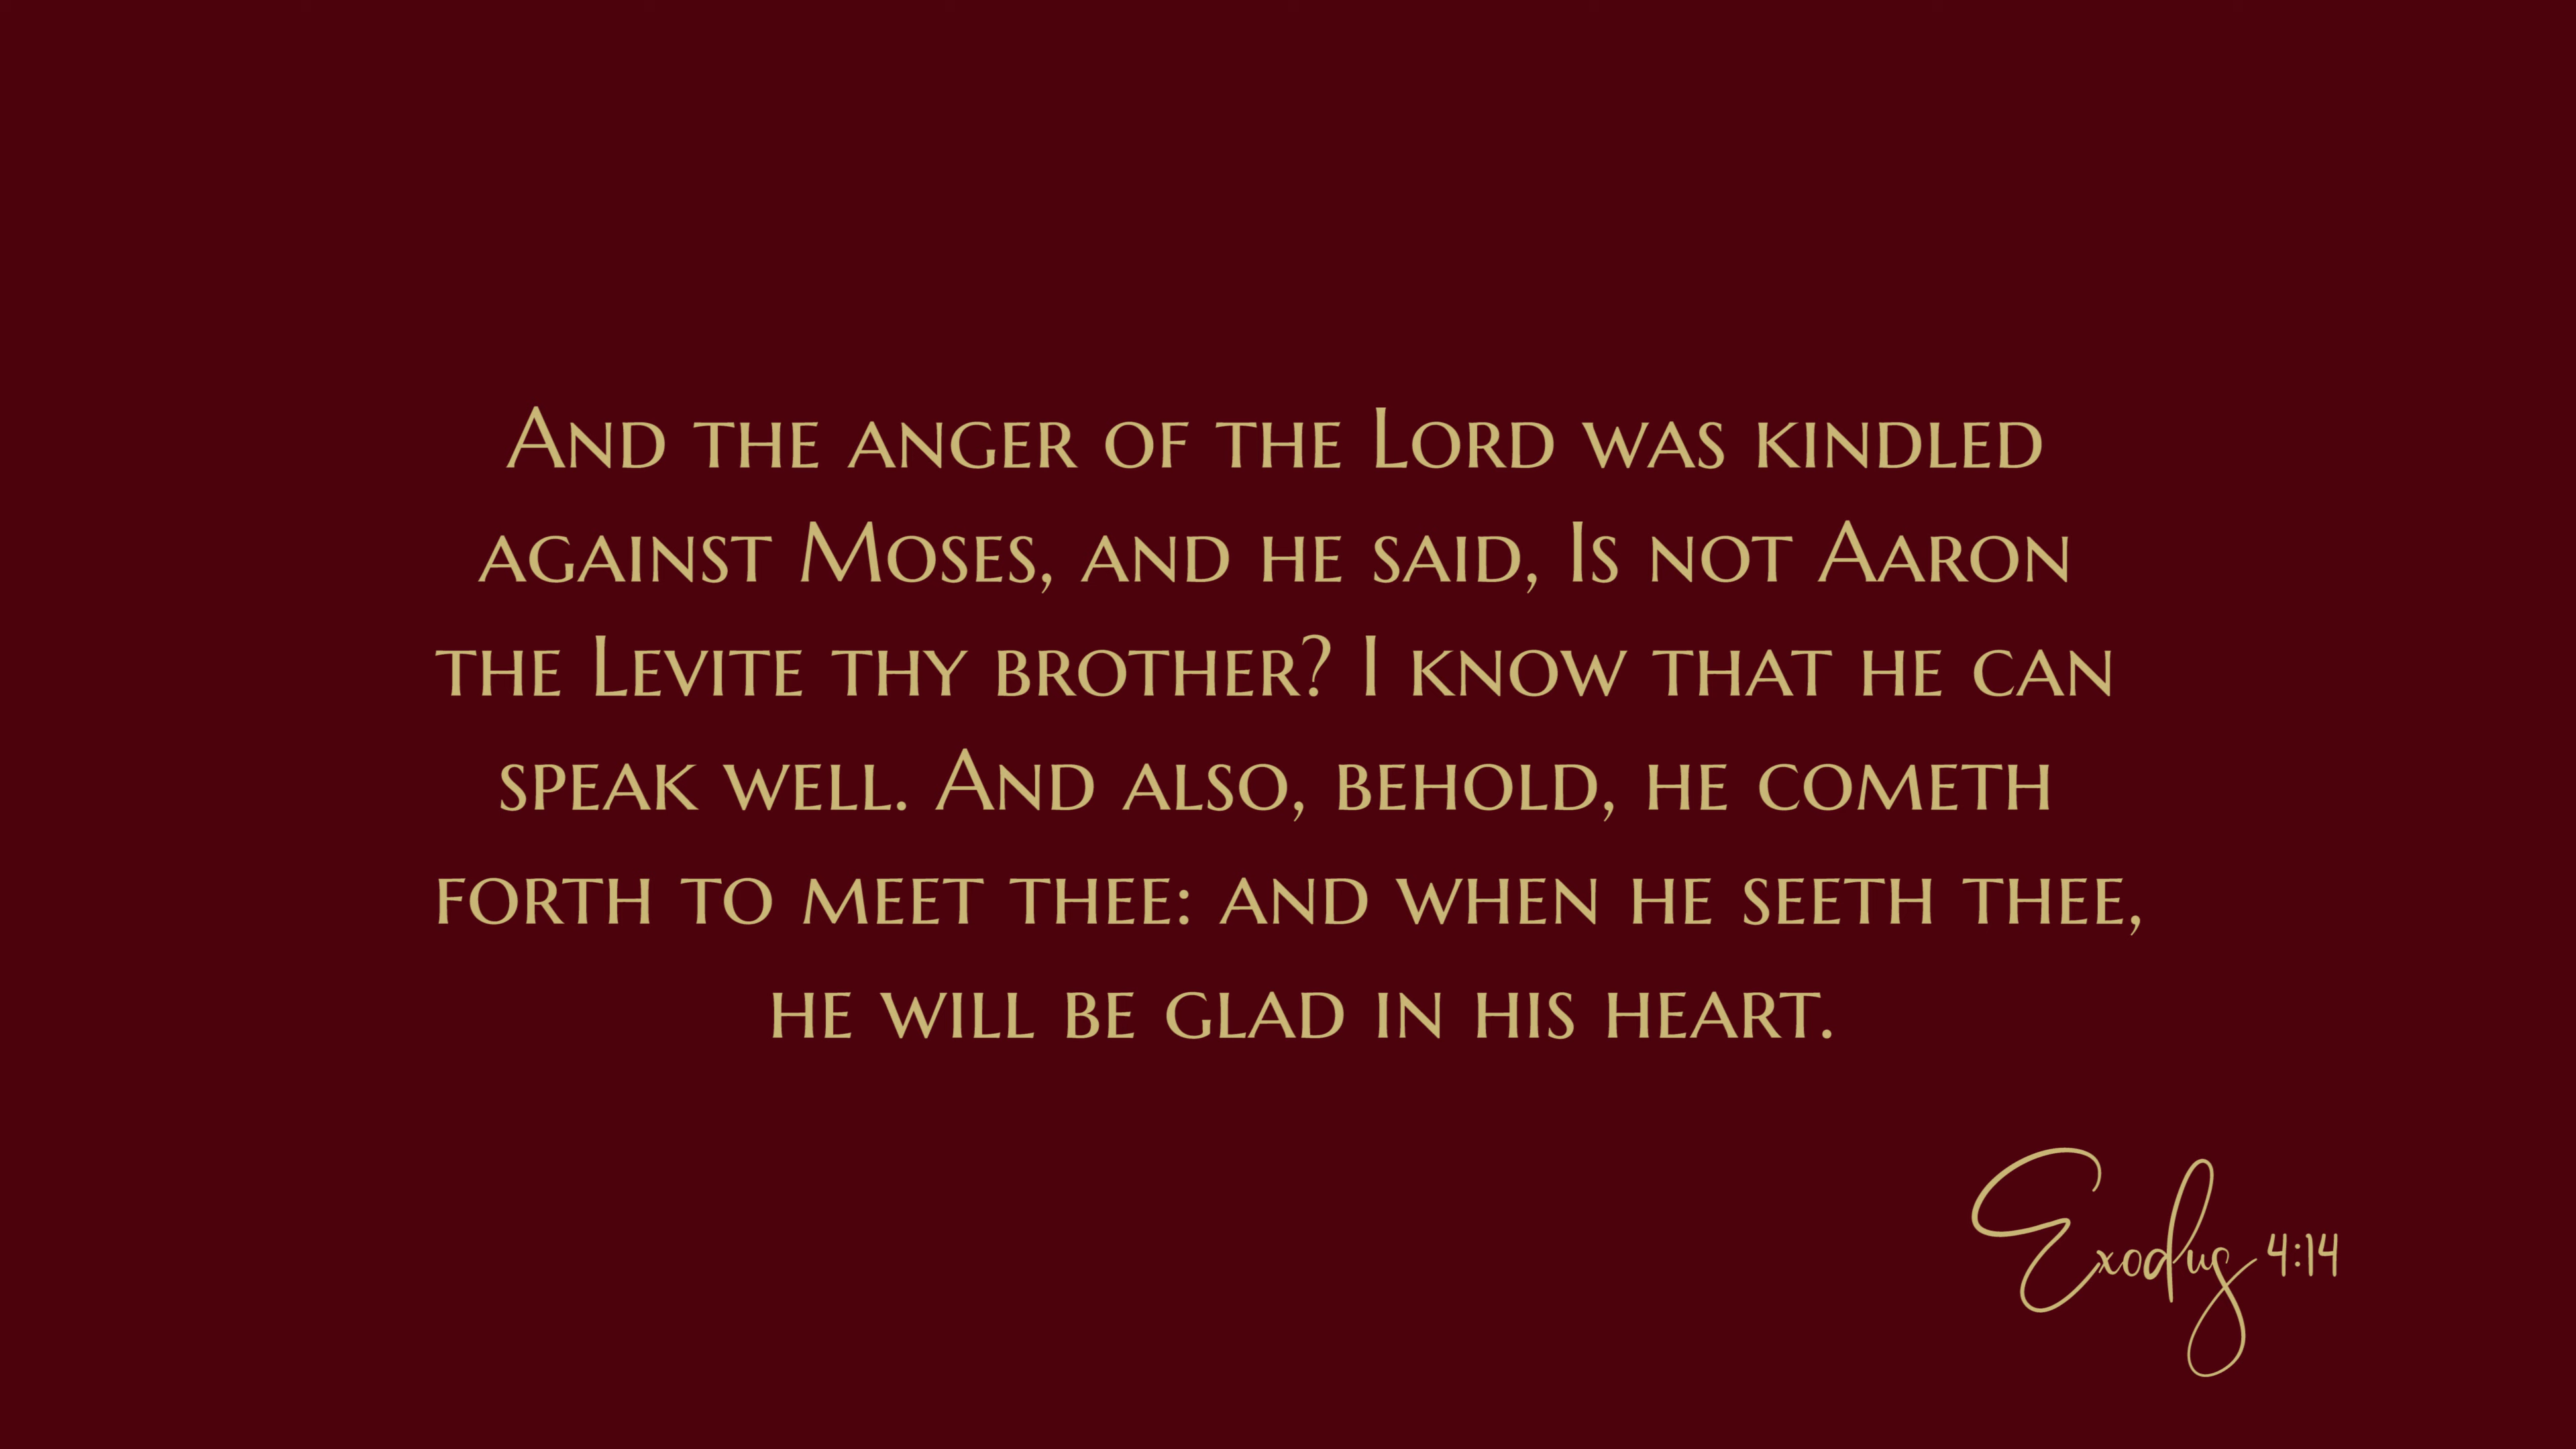 And the anger of the Lord was kindled
against Moses, and he said, Is not Aaron
the Levite thy brother? I know that he can
speak well. And also, behold, he cometh
forth to meet thee: and when he seeth thee,
he will be glad in his heart.
Exodus 4:14